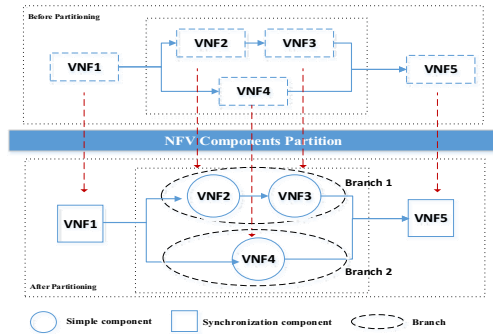 Before Partitioning
VNF2
VNF3
VNF1
VNF5
VNF4
NFV Components Partition
Branch 1
VNF2
VNF3
VNF1
VNF5
VNF4
Branch 2
After Partitioning
Simple component
Synchronization component
Branch